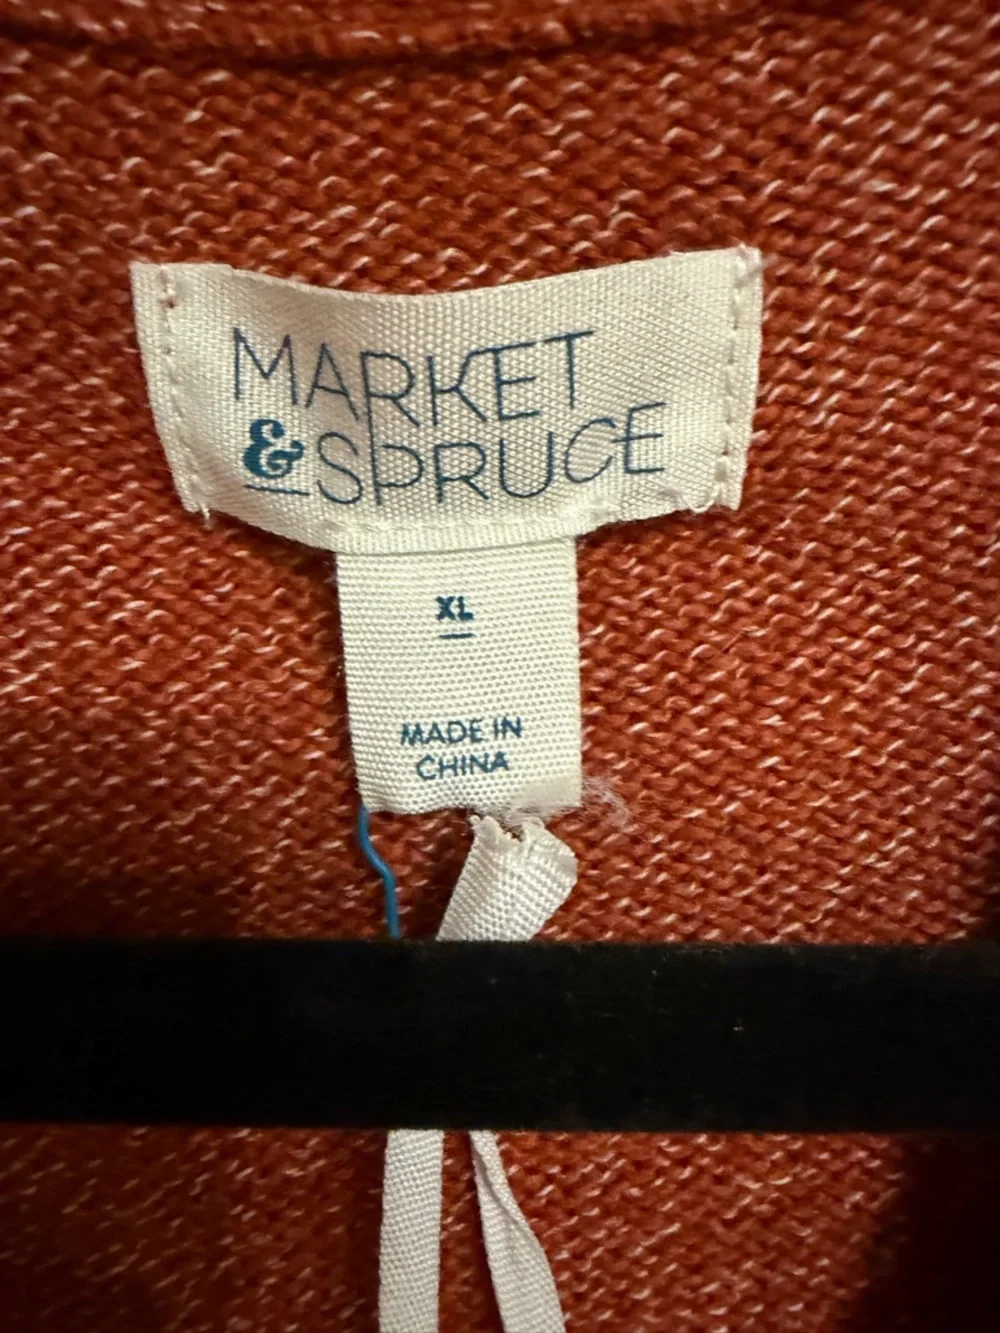 MARKET
& SPRUCE
XL
MADE IN
CHINA